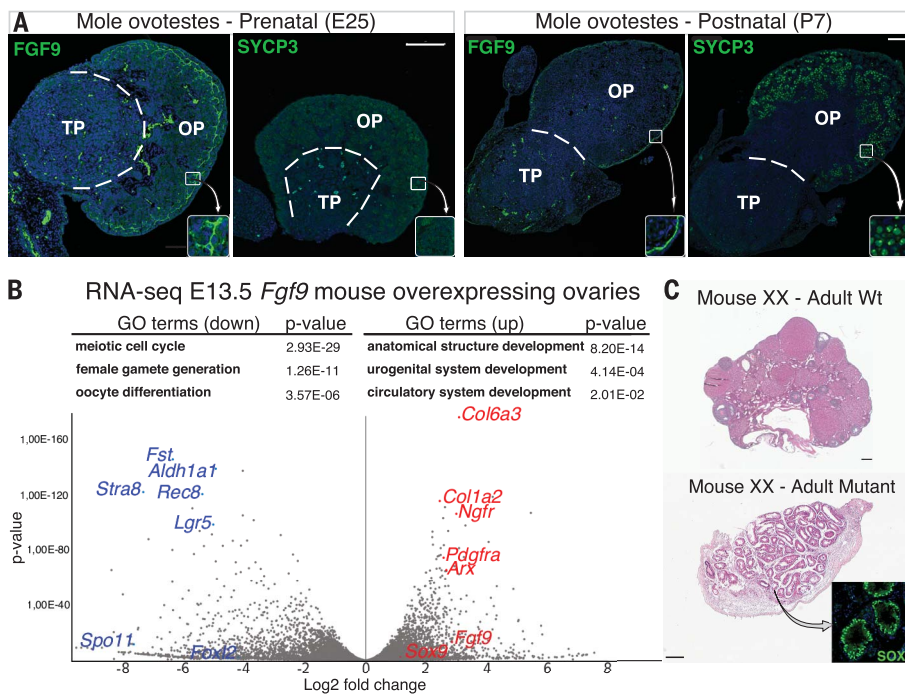 A
Mole ovotestes - Prenatal (E25)
Mole ovotestes - Postnatal (P7)
FGF9
SYCP3
FGF9
SYCP3
TP
OP
OP
TP
OP
TP
OP
TP
B
RNA-seq E13.5 Fgf9 mouse overexpressing ovaries
GO terms (down) p-value
meiotic cell cycle 2.93E-29
female gamete generation 1.26E-11
oocyte differentiation 3.57E-06
GO terms (up) p-value
anatomical structure development 8.20E-14
urogenital system development 4.14E-04
circulatory system development 2.01E-02
p-value
1,00E-160
1,00E-120
1,00E-80
1,00E-40
Col6a3
Fst
Aldh1a1
Stra8
Rec8
Lgr5
Col1a2
Ngfr
Pdgfra
Arx
Spo11
Foxl2
Fgf9
Sox9
-8 -6 -4 -2 0 2 4 6 8
Log2 fold change
C
Mouse XX - Adult Wt
Mouse XX - Adult Mutant
SOX